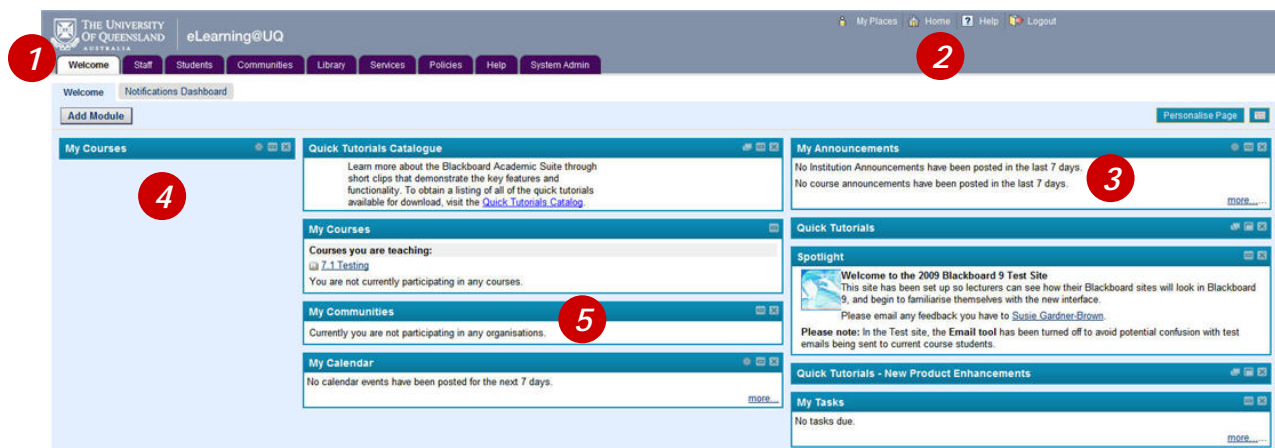 THE UNIVERSITY
OF QUEENSLAND
AUSTRALIA
eLearning@UQ
My Places Home Help Logout
1
2
Welcome Staff Students Communities Library Services Policies Help System Admin
Welcome Notifications Dashboard
Add Module
Personalise Page
My Courses
4
Quick Tutorials Catalogue
Learn more about the Blackboard Academic Suite through
short clips that demonstrate the key features and
functionality. To obtain a listing of all of the quick tutorials
available for download, visit the Quick Tutorials Catalog.
My Courses
Courses you are teaching:
7.1 Testing
You are not currently participating in any courses.
My Communities
5
Currently you are not participating in any organisations.
My Calendar
No calendar events have been posted for the next 7 days.
more...
My Announcements
No Institution Announcements have been posted in the last 7 days.
3
No course announcements have been posted in the last 7 days.
more......
Quick Tutorials
Spotlight
Welcome to the 2009 Blackboard 9 Test Site
This site has been set up so lecturers can see how their Blackboard sites will look in Blackboard
9, and begin to familiarise themselves with the new interface.
Please email any feedback you have to Susie Gardner-Brown.
Please note: In the Test site, the Email tool has been turned off to avoid potential confusion with test
emails being sent to current course students.
Quick Tutorials - New Product Enhancements
My Tasks
No tasks due.
more...